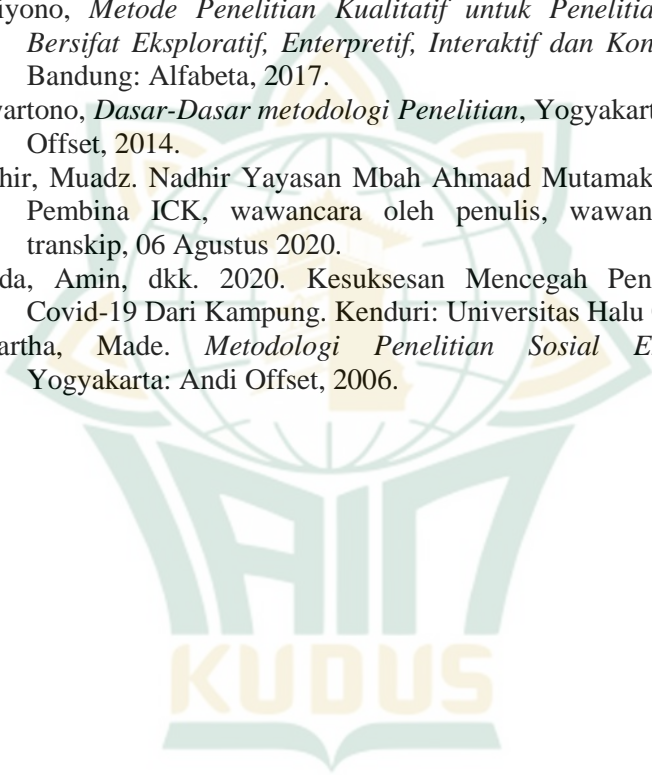 iyono, Metode Penelitian Kualitatif untuk Penelitia
Bersifat Eksploratif, Enterpretif, Interaktif dan Kon
Bandung: Alfabeta, 2017.
artono, Dasar-Dasar metodologi Penelitian, Yogyakart
Offset, 2014.
hir, Muadz. Nadhir Yayasan Mbah Ahmaad Mutamak
Pembina ICK, wawancara oleh penulis, wawan
transkip, 06 Agustus 2020.
da, Amin, dkk. 2020. Kesuksesan Mencegah Pen
Covid-19 Dari Kampung. Kenduri: Universitas Halu
artha, Made. Metodologi Penelitian Sosial E
Yogyakarta: Andi Offset, 2006.
IAIN
KUDUS